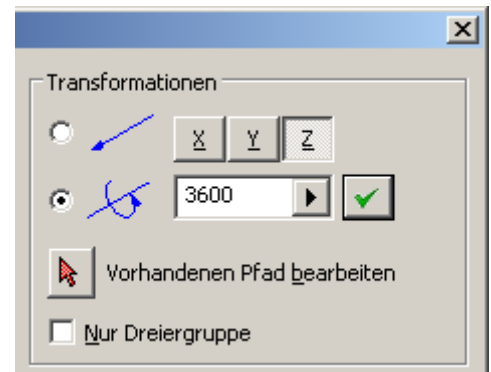 Transformationen
X Y Z
3600
Vorhandenen Pfad bearbeiten
Nur Dreiergruppe